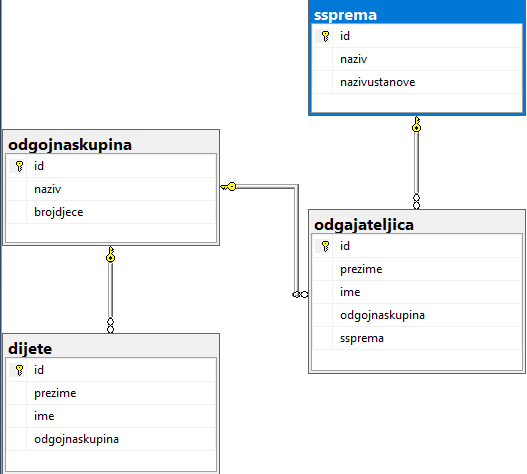 ssprema
id
naziv
nazivustanove
odgojnaskupina
id
naziv
brojdjece
odgajateljica
id
prezime
ime
odgojnaskupina
ssprema
dijete
id
prezime
ime
odgojnaskupina